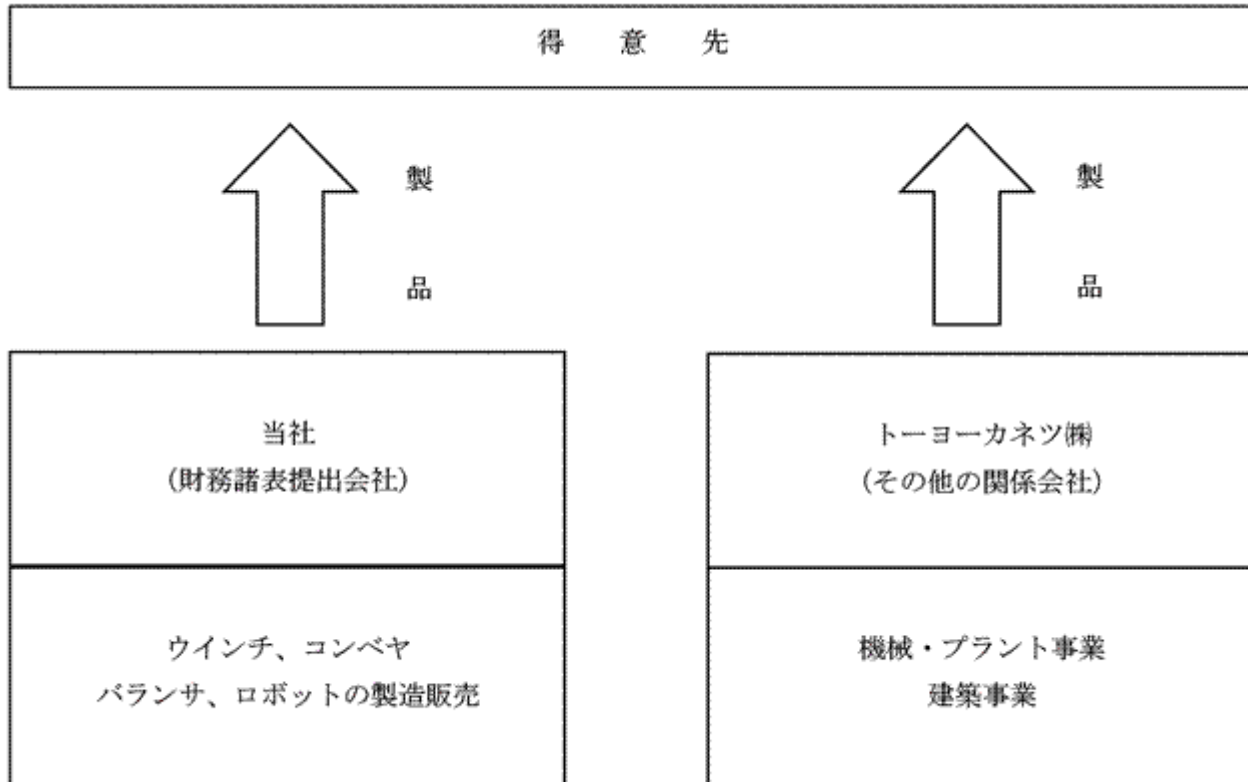 得 意 先
製
品
製
品
当社
(財務諸表提出会社)
トーヨーカネツ㈱
(その他の関係会社)
ウインチ、コンベヤ
バランサ、ロボットの製造販売
機械・プラント事業
建築事業